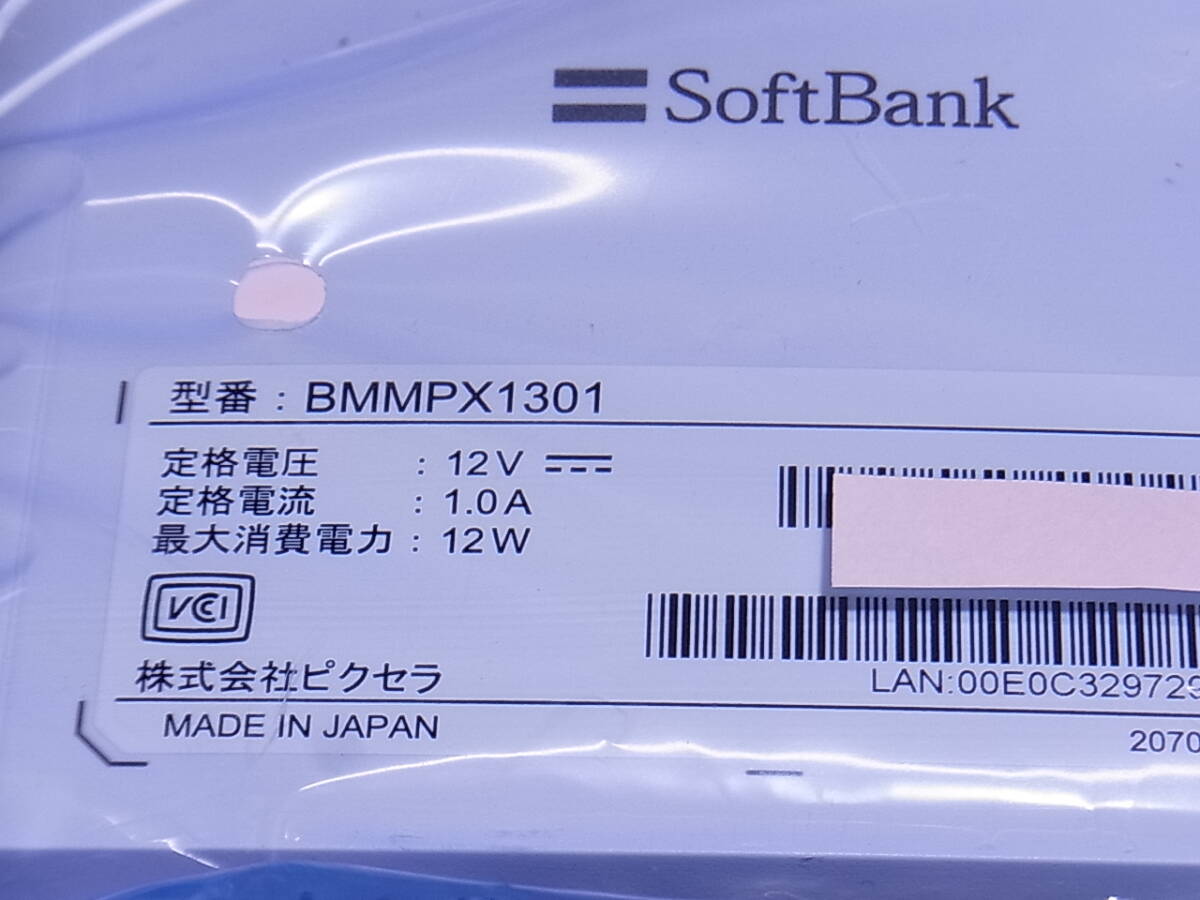 SoftBank
型番 : BMMPX1301
定格電圧 : 12V
定格電流 : 1.0A
最大消費電力 : 12W
VCCI
株式会社ピクセラ
LAN:00E0C329729
MADE IN JAPAN
2070